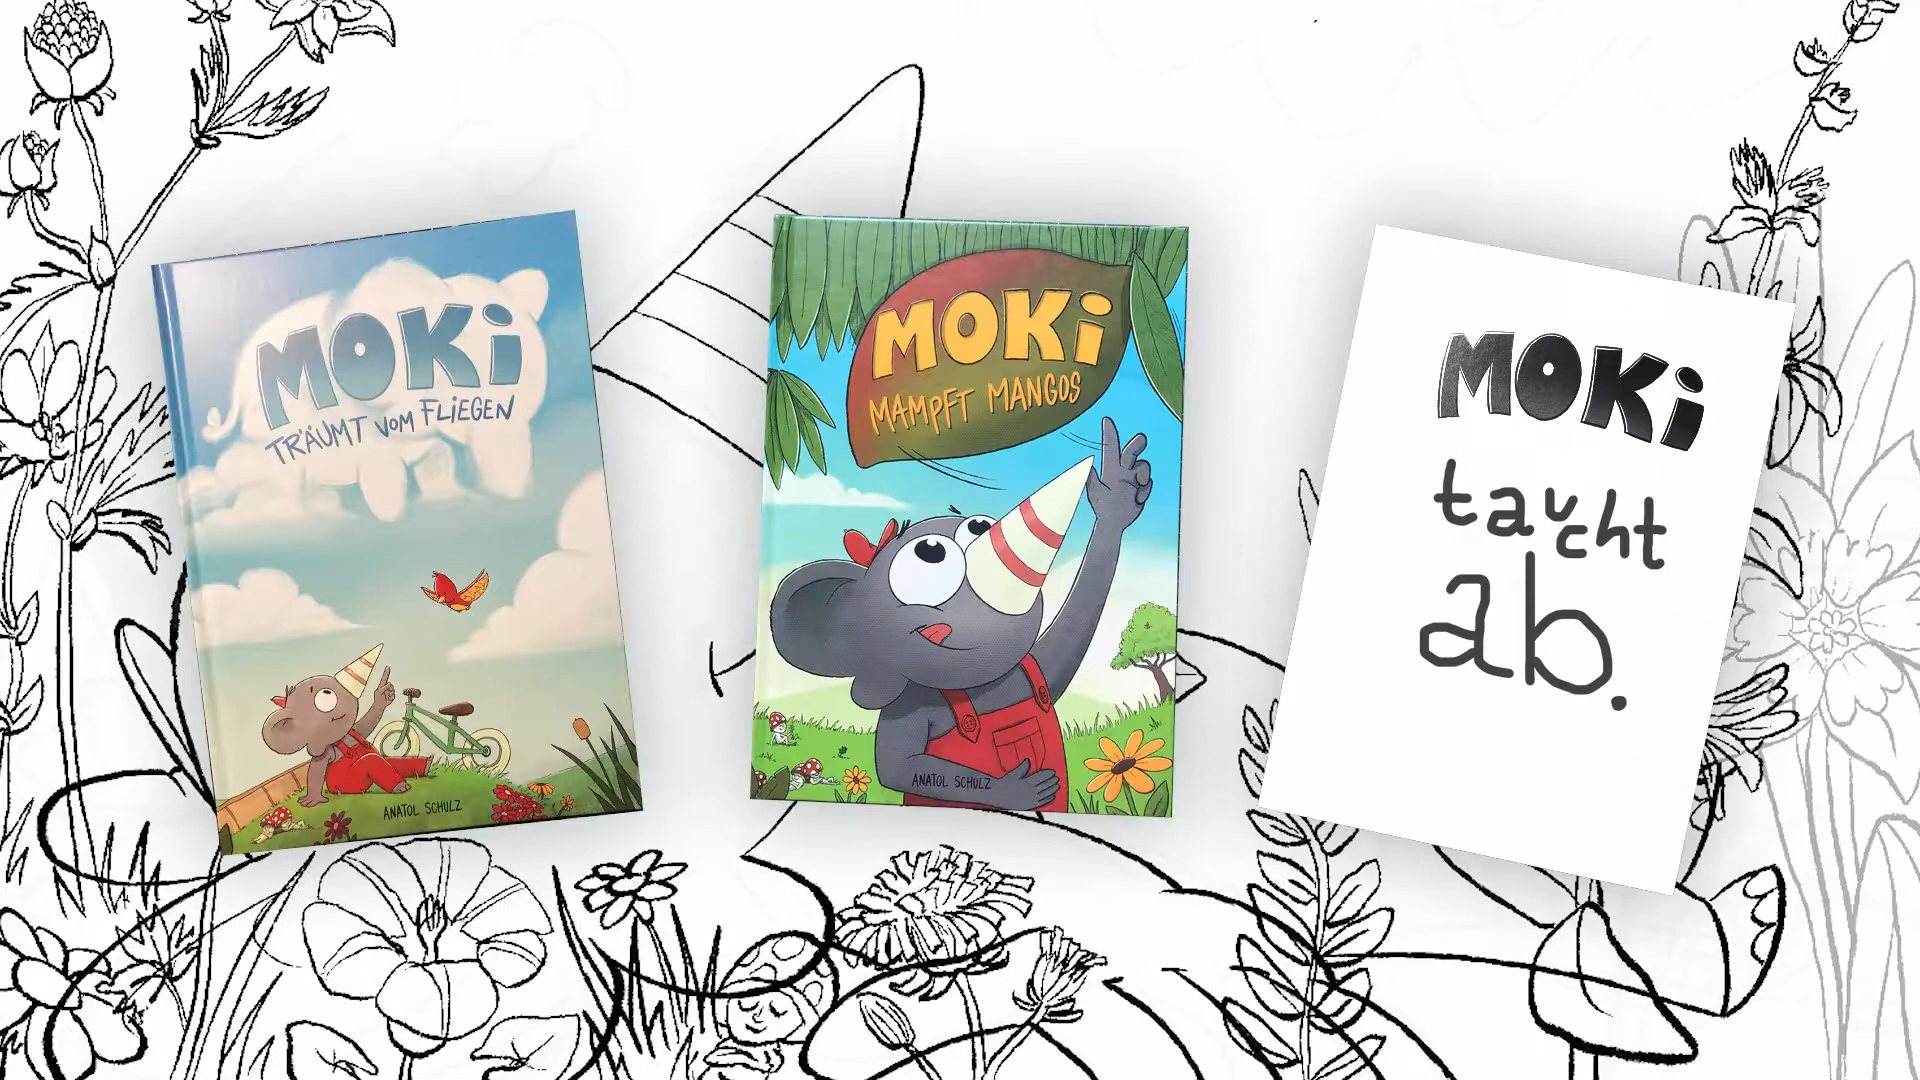 MOKi
TRÄUMT VOM FLiEGEN
ANATOL SCHULZ
MOKi
MAMPFT MANGOS
ANATOL SCHULZ
MOKi
taucht
ab.